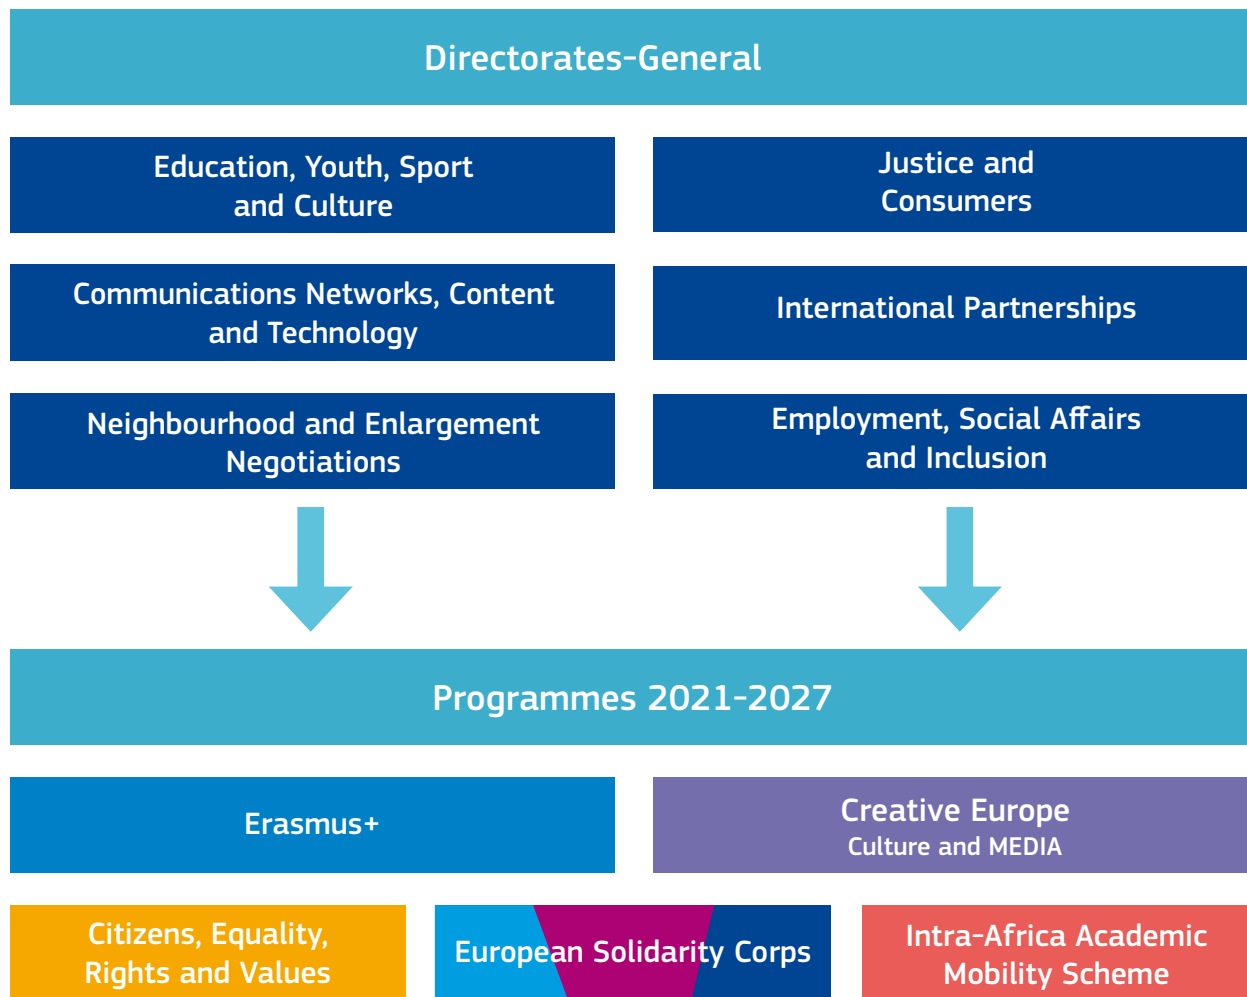 Directorates-General
Education, Youth, Sport
and Culture
Justice and
Consumers
Communications Networks, Content
and Technology
International Partnerships
Neighbourhood and Enlargement
Negotiations
Employment, Social Affairs
and Inclusion
Programmes 2021-2027
Erasmus+
Creative Europe
Culture and MEDIA
Citizens, Equality,
Rights and Values
European Solidarity Corps
Intra-Africa Academic
Mobility Scheme